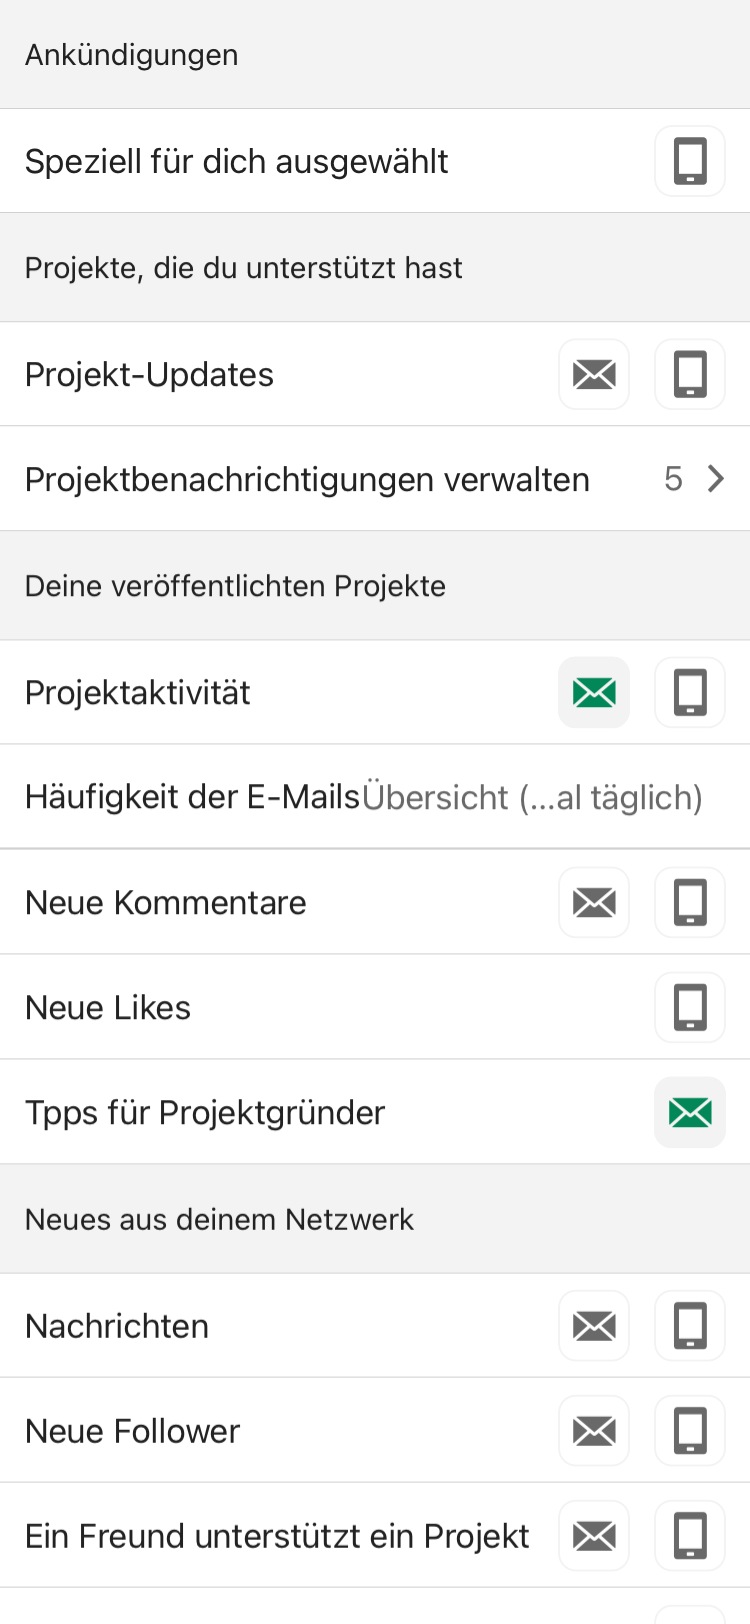 Ankündigungen
Speziell für dich ausgewählt
Projekte, die du unterstützt hast
Projekt-Updates
Projektbenachrichtigungen verwalten 5
Deine veröffentlichten Projekte
Projektaktivität
Häufigkeit der E-Mails Übersicht (...al täglich)
Neue Kommentare
Neue Likes
Tpps für Projektgründer
Neues aus deinem Netzwerk
Nachrichten
Neue Follower
Ein Freund unterstützt ein Projekt